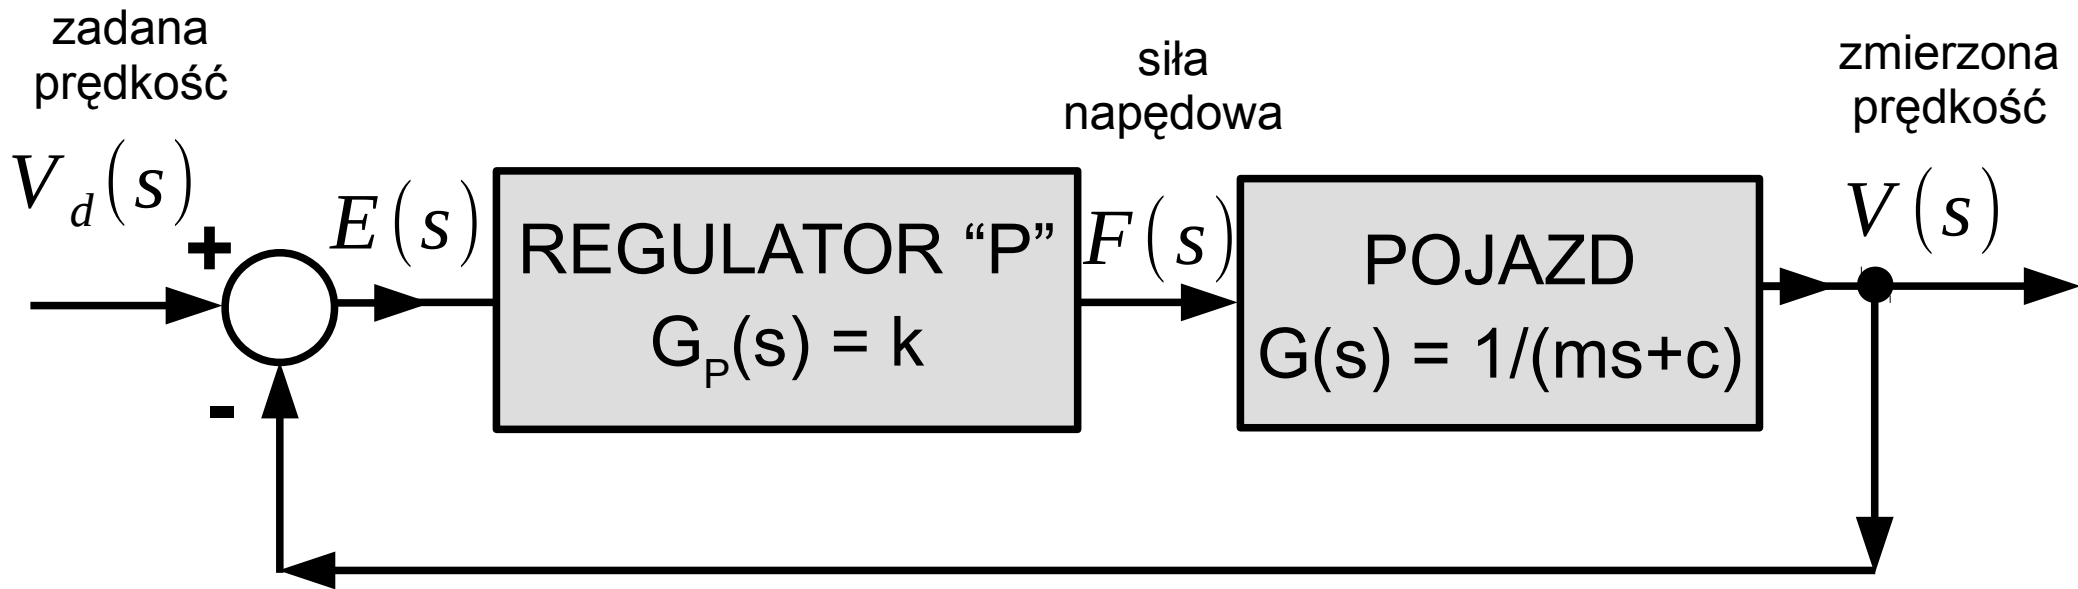 zadana
prędkość
siła
napędowa
zmierzona
prędkość
V_d(s)
+
E(s)
REGULATOR “P”
G_P(s) = k
F(s)
POJAZD
G(s) = 1/(ms+c)
V(s)
-